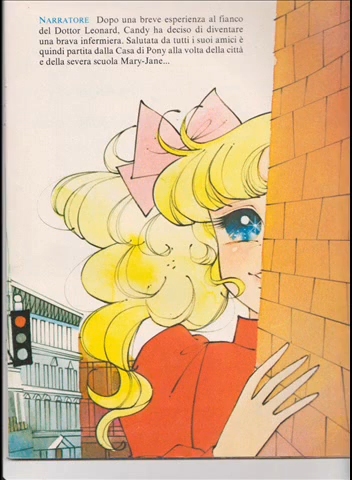 NARRATORE Dopo una breve esperienza al fianco
del Dottor Leonard, Candy ha deciso di diventare
una brava infermiera. Salutata da tutti i suoi amici è
quindi partita dalla Casa di Pony alla volta della città
e della severa scuola Mary-Jane...